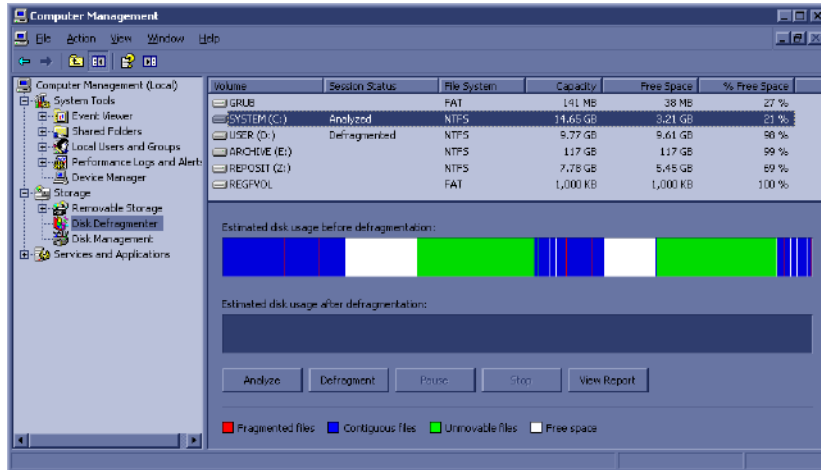 Computer Management
File Action View Window Help
Computer Management (Local)
System Tools
Event Viewer
Shared Folders
Local Users and Groups
Performance Logs and Alerts
Device Manager
Storage
Removable Storage
Disk Defragmenter
Disk Management
Services and Applications
Volume Session Status File System Capacity Free Space % Free Space
GRUB FAT 141 MB 38 MB 27 %
SYSTEM (C:) Analyzed NTFS 14.65 GB 3.21 GB 21 %
USER (D:) Defragmented NTFS 9.77 GB 9.61 GB 98 %
ARCHIVE (E:) NTFS 117 GB 117 GB 99 %
REPOSIT (Z:) NTFS 7.78 GB 5.45 GB 69 %
REGFVOL FAT 1,000 KB 1,000 KB 100 %
Estimated disk usage before defragmentation:
Estimated disk usage after defragmentation:
Analyze Defragment Pause Stop View Report
Fragmented files Contiguous files Unmovable files Free space